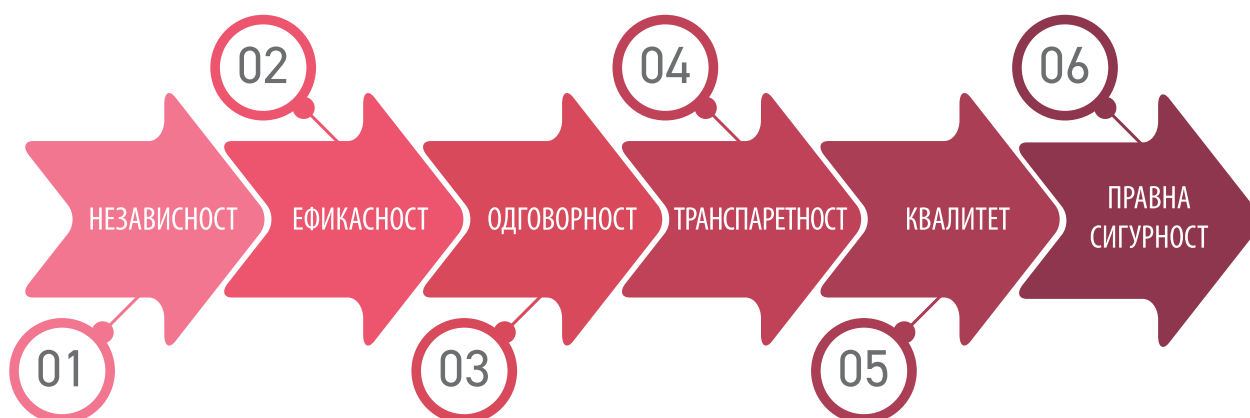 01
НЕЗАВИСНОСТ
02
ЕФИКАСНОСТ
03
ОДГОВОРНОСТ
04
ТРАНСПАРЕТНОСТ
05
КВАЛИТЕТ
06
ПРАВНА
СИГУРНОСТ